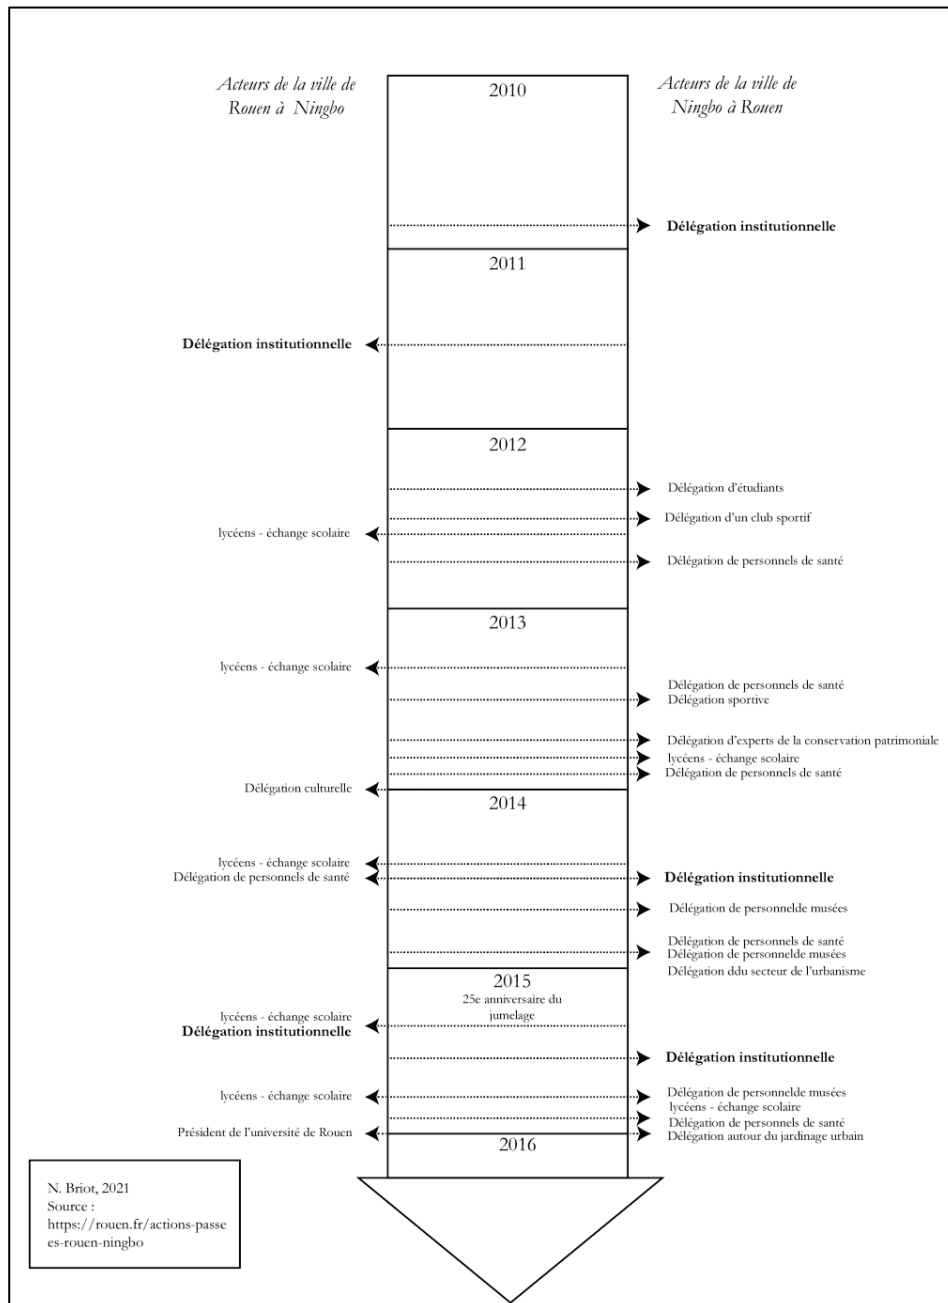 Acteurs de la ville de
Rouen à Ningbo
2010
Acteurs de la ville de
Ningbo à Rouen
Délégation institutionnelle
2011
Délégation institutionnelle
2012
Délégation d'étudiants
Délégation d'un club sportif
lycéens - échange scolaire
Délégation de personnels de santé
2013
lycéens - échange scolaire
Délégation de personnels de santé
Délégation sportive
Délégation d'experts de la conservation patrimoniale
lycéens - échange scolaire
Délégation de personnels de santé
Délégation culturelle
2014
lycéens - échange scolaire
Délégation de personnels de santé
Délégation institutionnelle
Délégation de personnelde musées
Délégation de personnels de santé
Délégation de personnelde musées
Délégation ddu secteur de l'urbanisme
2015
25e anniversaire du
jumelage
lycéens - échange scolaire
Délégation institutionnelle
Délégation institutionnelle
lycéens - échange scolaire
Délégation de personnelde musées
lycéens - échange scolaire
Délégation de personnels de santé
Président de l'université de Rouen
Délégation autour du jardinage urbain
2016
N. Briot, 2021
Source :
https://rouen.fr/actions-passe
es-rouen-ningbo